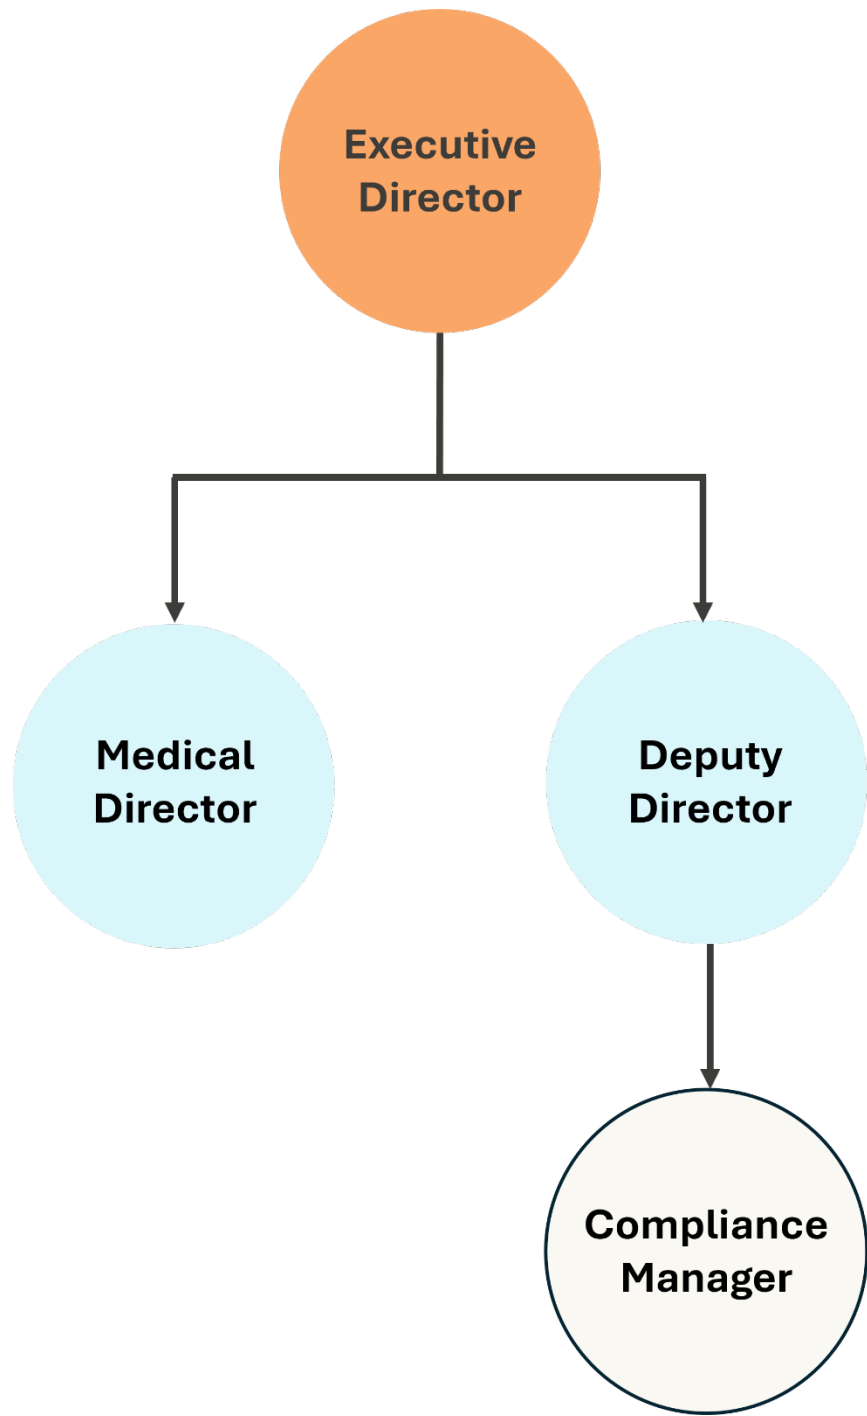 Executive
Director
Medical
Director
Deputy
Director
Compliance
Manager